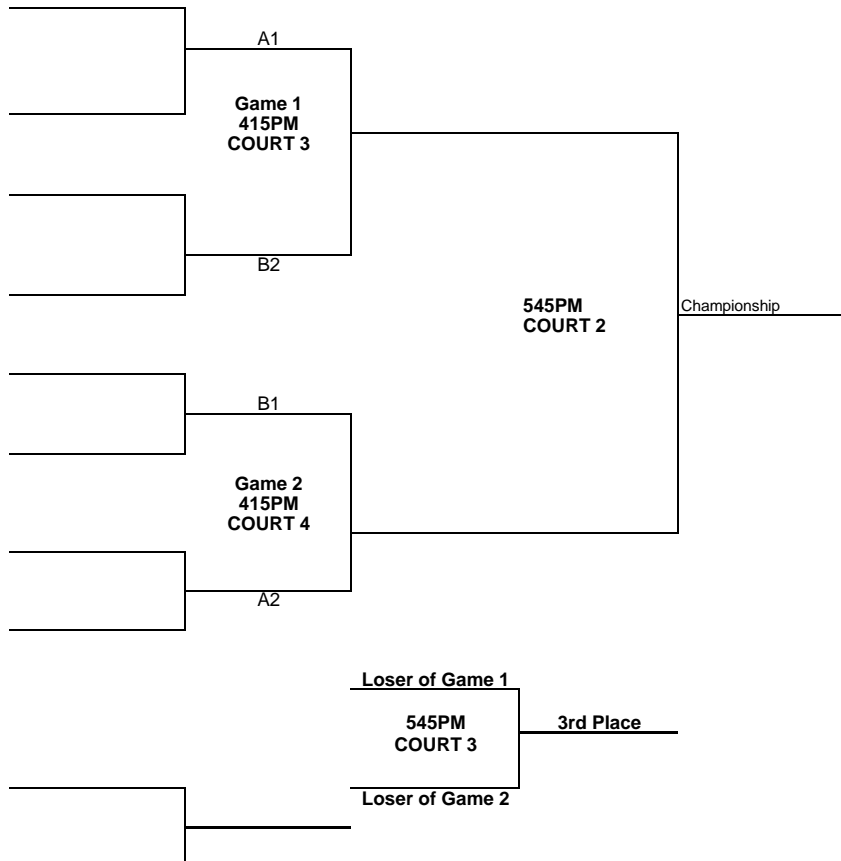 A1
Game 1
415PM
COURT 3
B2
545PM
COURT 2
Championship
B1
Game 2
415PM
COURT 4
A2
Loser of Game 1
545PM
COURT 3
3rd Place
Loser of Game 2